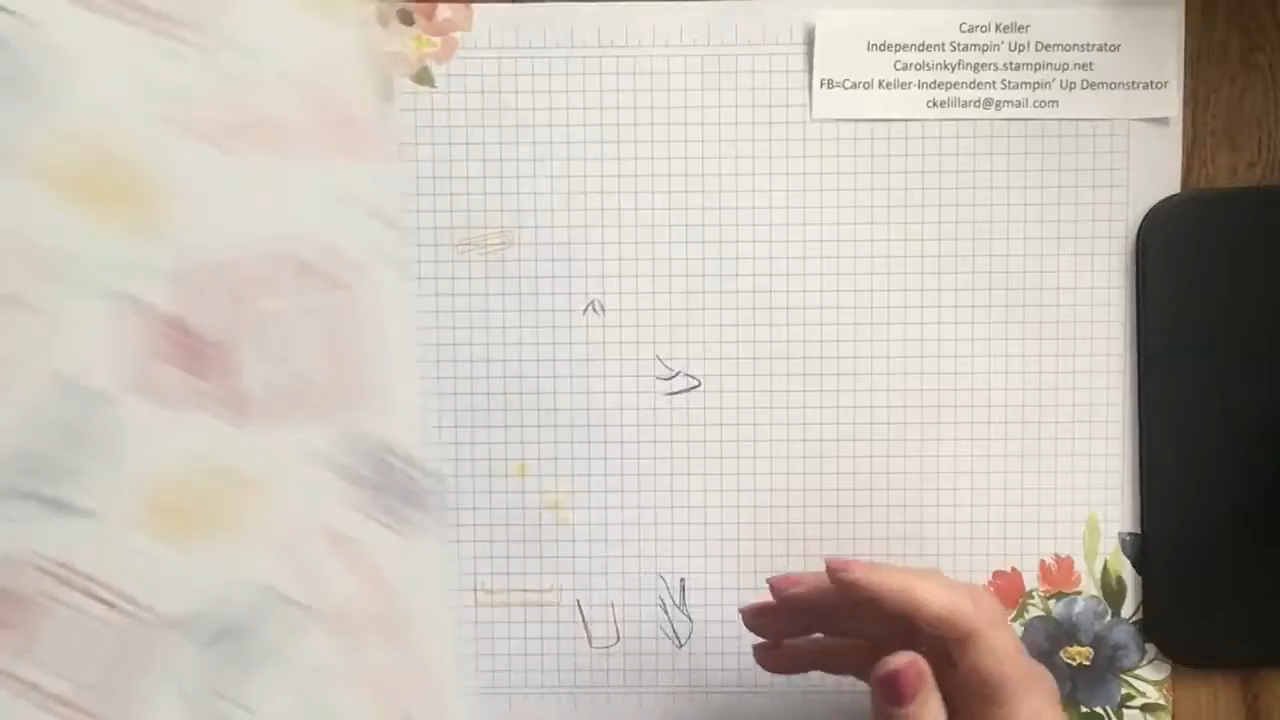 Carol Keller
Independent Stampin' Up! Demonstrator
Carolsinkyfingers.stampinup.net
FB=Carol Keller-Independent Stampin' Up Demonstrator
ckelillard@gmail.com